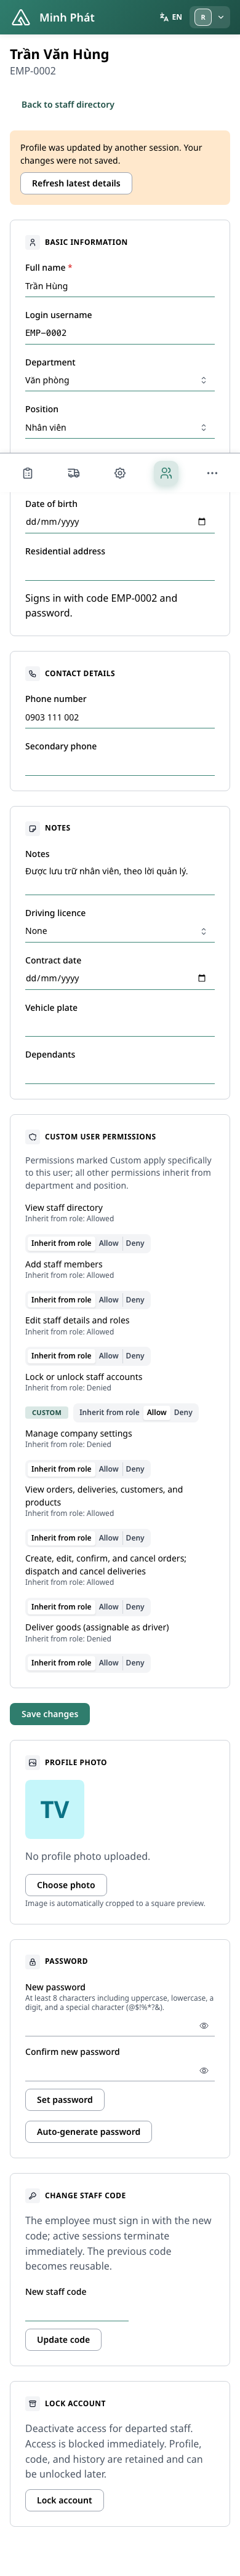 Minh Phát
EN
R
Trần Văn Hùng
EMP-0002
Back to staff directory
Profile was updated by another session. Your
changes were not saved.
Refresh latest details
BASIC INFORMATION
Full name *
Trần Hùng
Login username
EMP-0002
Department
Văn phòng
Position
Nhân viên
Date of birth
dd/mm/yyyy
Residential address
Signs in with code EMP-0002 and
password.
CONTACT DETAILS
Phone number
0903 111 002
Secondary phone
NOTES
Notes
Được lưu trữ nhân viên, theo lời quản lý.
Driving licence
None
Contract date
dd/mm/yyyy
Vehicle plate
Dependants
CUSTOM USER PERMISSIONS
Permissions marked Custom apply specifically
to this user; all other permissions inherit from
department and position.
View staff directory
Inherit from role: Allowed
Inherit from role Allow Deny
Add staff members
Inherit from role: Allowed
Inherit from role Allow Deny
Edit staff details and roles
Inherit from role: Allowed
Inherit from role Allow Deny
Lock or unlock staff accounts
Inherit from role: Denied
CUSTOM Inherit from role Allow Deny
Manage company settings
Inherit from role: Denied
Inherit from role Allow Deny
View orders, deliveries, customers, and
products
Inherit from role: Allowed
Inherit from role Allow Deny
Create, edit, confirm, and cancel orders;
dispatch and cancel deliveries
Inherit from role: Allowed
Inherit from role Allow Deny
Deliver goods (assignable as driver)
Inherit from role: Denied
Inherit from role Allow Deny
Save changes
PROFILE PHOTO
TV
No profile photo uploaded.
Choose photo
Image is automatically cropped to a square preview.
PASSWORD
New password
At least 8 characters including uppercase, lowercase, a
digit, and a special character (@$!%*?&).
Confirm new password
Set password
Auto-generate password
CHANGE STAFF CODE
The employee must sign in with the new
code; active sessions terminate
immediately. The previous code
becomes reusable.
New staff code
Update code
LOCK ACCOUNT
Deactivate access for departed staff.
Access is blocked immediately. Profile,
code, and history are retained and can
be unlocked later.
Lock account